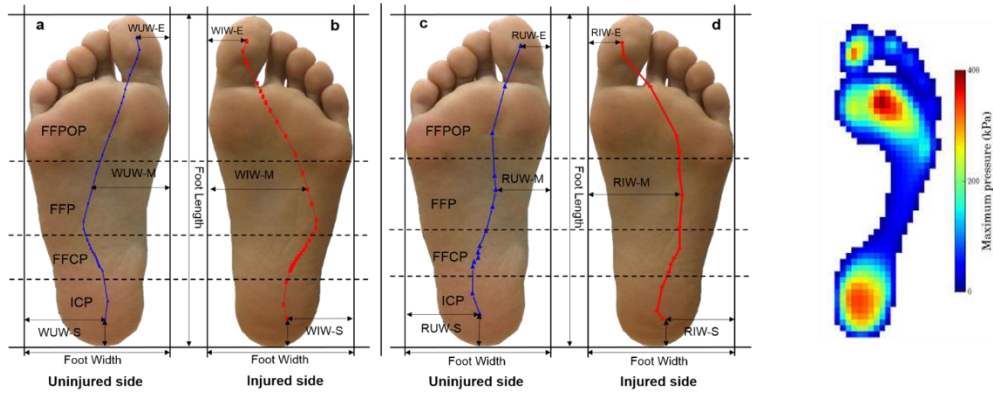 a
WUW-E
WIW-E
b
FFPOP
WUW-M
WIW-M
FFP
FFCP
ICP
WUW-S
WIW-S
Foot Length
Foot Width
Foot Width
Uninjured side
Injured side
c
RUW-E
RIW-E
d
FFPOP
RUW-M
RIW-M
FFP
FFCP
ICP
RUW-S
RIW-S
Foot Length
Foot Width
Foot Width
Uninjured side
Injured side
400
200
0
Maximum pressure (kPa)